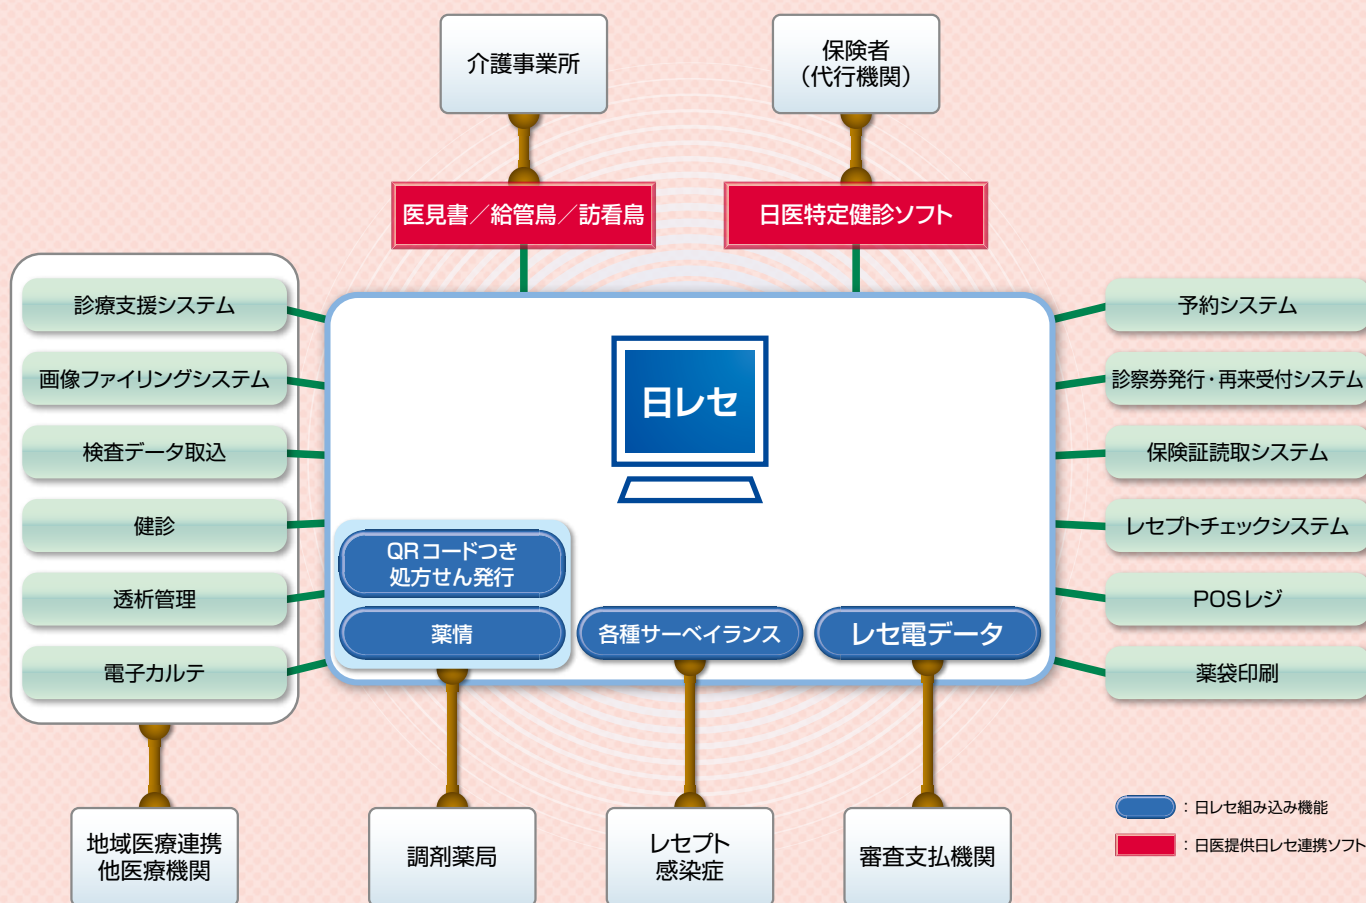 介護事業所
保険者
（代行機関）
医見書／給管鳥／訪看鳥
日医特定健診ソフト
診療支援システム
画像ファイリングシステム
検査データ取込
健診
透析管理
電子カルテ
日レセ
QRコードつき
処方せん発行
薬情
各種サーベイランス
レセ電データ
予約システム
診察券発行・再来受付システム
保険証読取システム
レセプトチェックシステム
POSレジ
薬袋印刷
地域医療連携
他医療機関
調剤薬局
レセプト
感染症
審査支払機関
：日レセ組み込み機能
：日医提供日レセ連携ソフト